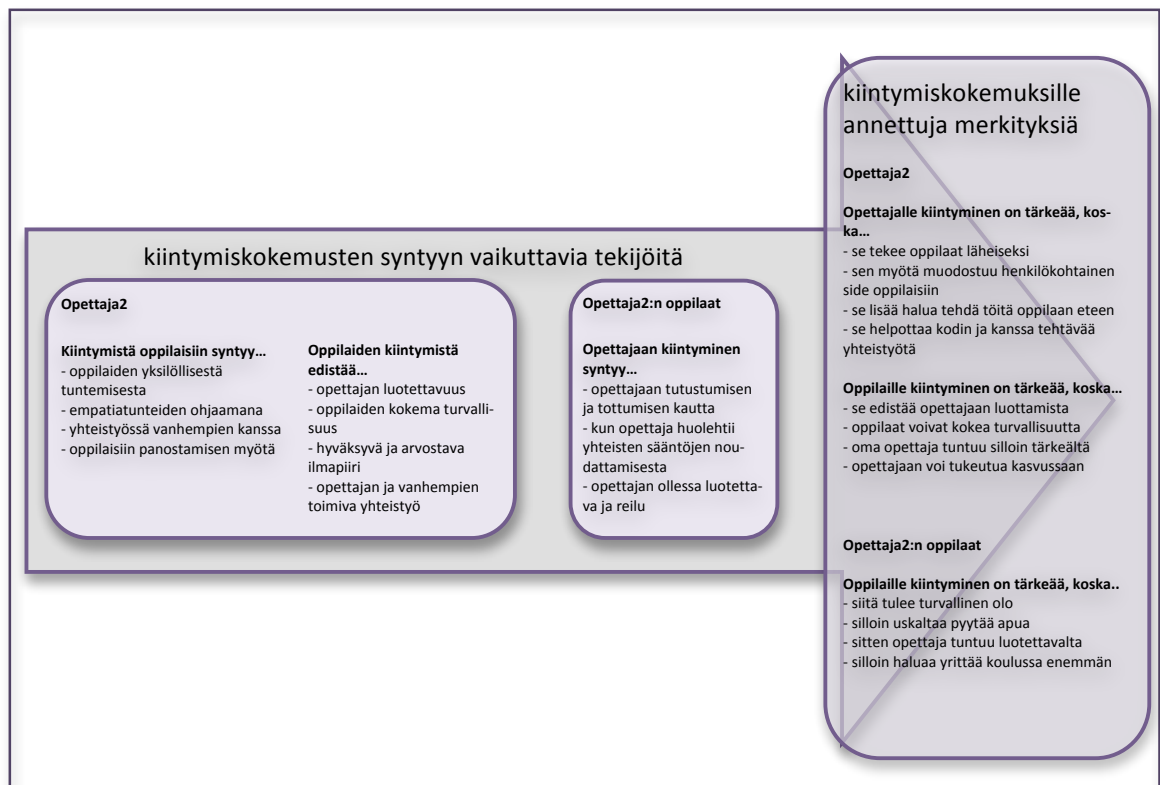 kiintymiskokemusten syntyyn vaikuttavia tekijöitä
Opettaja2
Kiintymistä oppilaisiin syntyy…
- oppilaiden yksilöllisestä
tuntemisesta
- empatiatunteiden ohjaamana
- yhteistyössä vanhempien kanssa
- oppilaisiin panostamisen myötä
Oppilaiden kiintymistä
edistää…
- opettajan luotettavuus
- oppilaiden kokema turvalli-
suus
- hyväksyvä ja arvostava
ilmapiiri
- opettajan ja vanhempien
toimiva yhteistyö
Opettaja2:n oppilaat
Opettajaan kiintyminen
syntyy…
- opettajaan tutustumisen
ja tottumisen kautta
- kun opettaja huolehtii
yhteisten sääntöjen nou-
dattamisesta
- opettajan ollessa luotetta-
va ja reilu
kiintymiskokemuksille
annettuja merkityksiä
Opettaja2
Opettajalle kiintyminen on tärkeää, kos-
ka…
- se tekee oppilaat läheiseksi
- sen myötä muodostuu henkilökohtainen
side oppilaisiin
- se lisää halua tehdä töitä oppilaan eteen
- se helpottaa kodin ja kanssa tehtävää
yhteistyötä
Oppilaille kiintyminen on tärkeää, koska…
- se edistää opettajaan luottamista
- oppilaat voivat kokea turvallisuutta
- oma opettaja tuntuu silloin tärkeältä
- opettajaan voi tukeutua kasvussaan
Opettaja2:n oppilaat
Oppilaille kiintyminen on tärkeää, koska..
- siitä tulee turvallinen olo
- silloin uskaltaa pyytää apua
- sitten opettaja tuntuu luotettavalta
- silloin haluaa yrittää koulussa enemmän